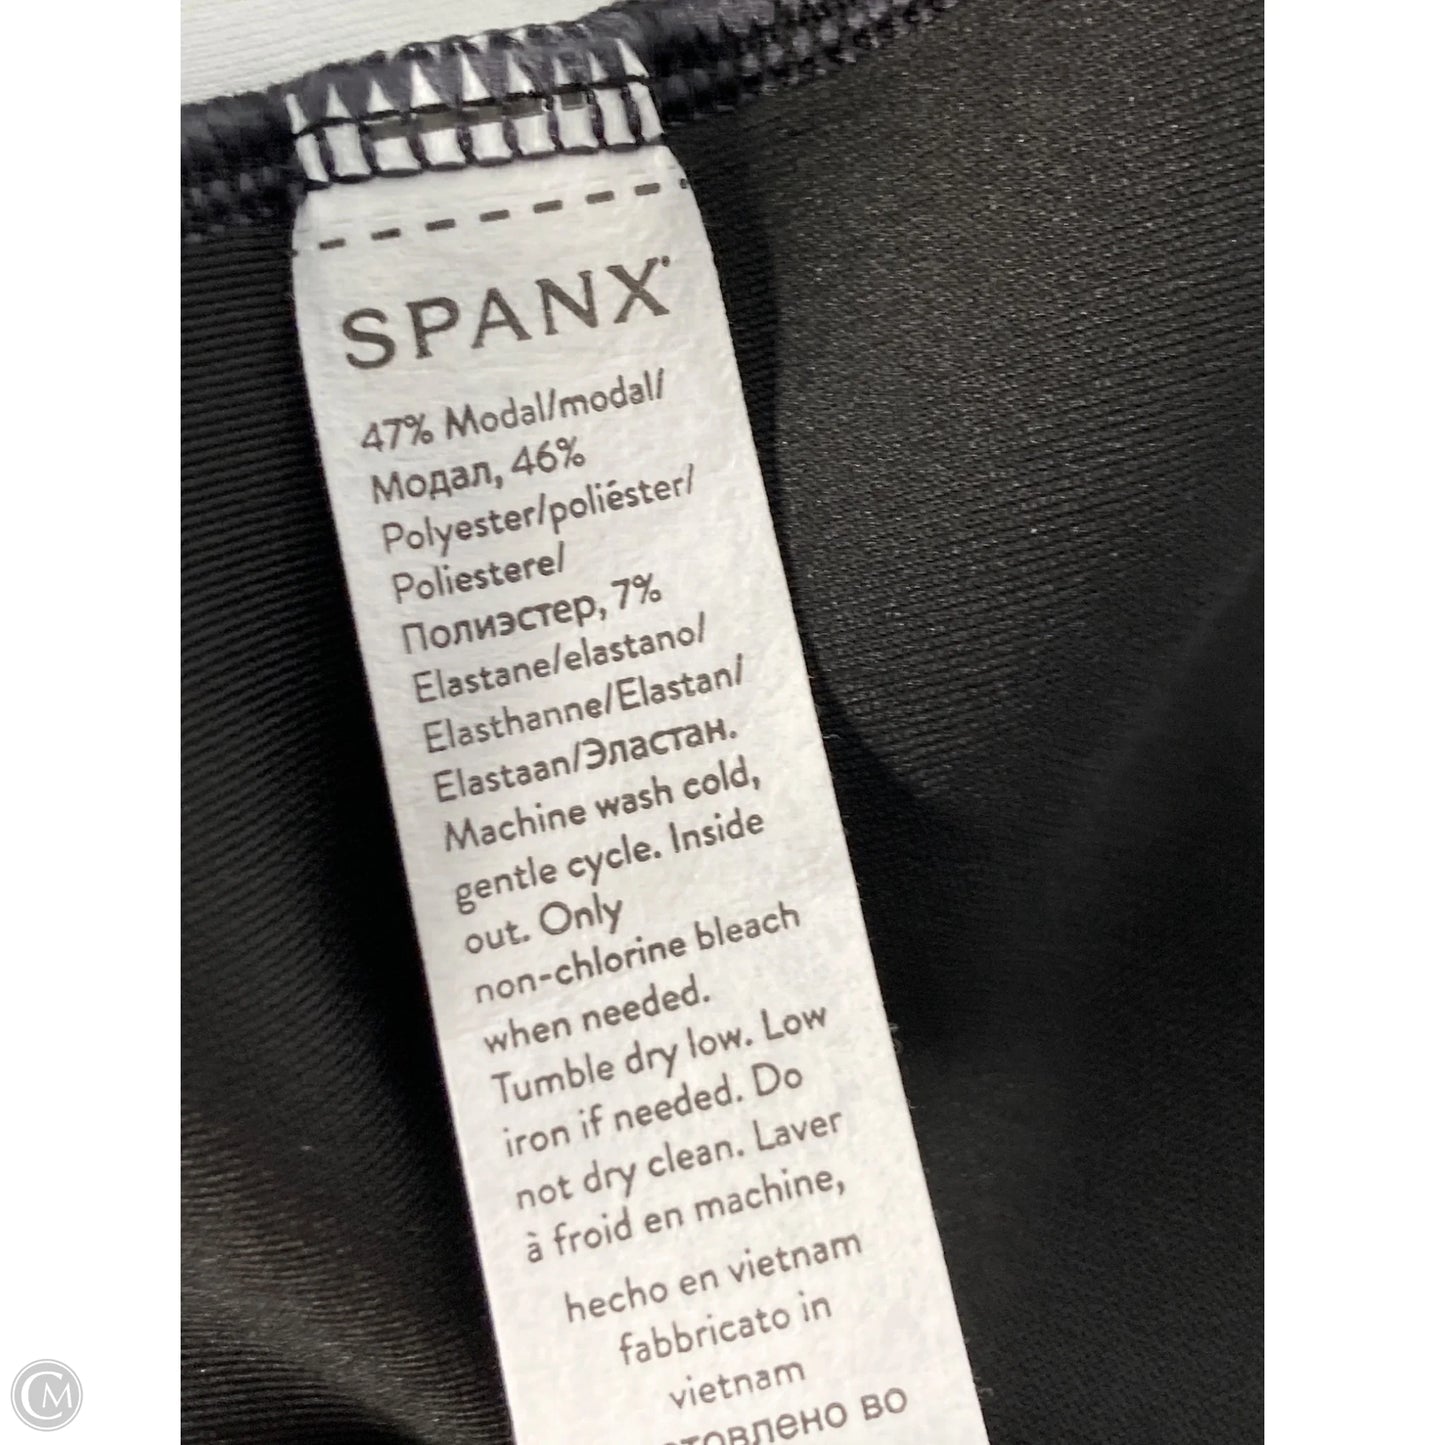 SPANX
47% Modal/modal/
Модал, 46%
Polyester/poliéster/
Poliestere/
Полиэстер, 7%
Elastane/elastano/
Elasthanne/Elastan/
Elastaan/Эластан.
Machine wash cold,
gentle cycle. Inside
out. Only
non-chlorine bleach
when needed.
Tumble dry low. Low
iron if needed. Do
not dry clean. Laver
à froid en machine,
hecho en vietnam
fabbricato in
vietnam
во
CM